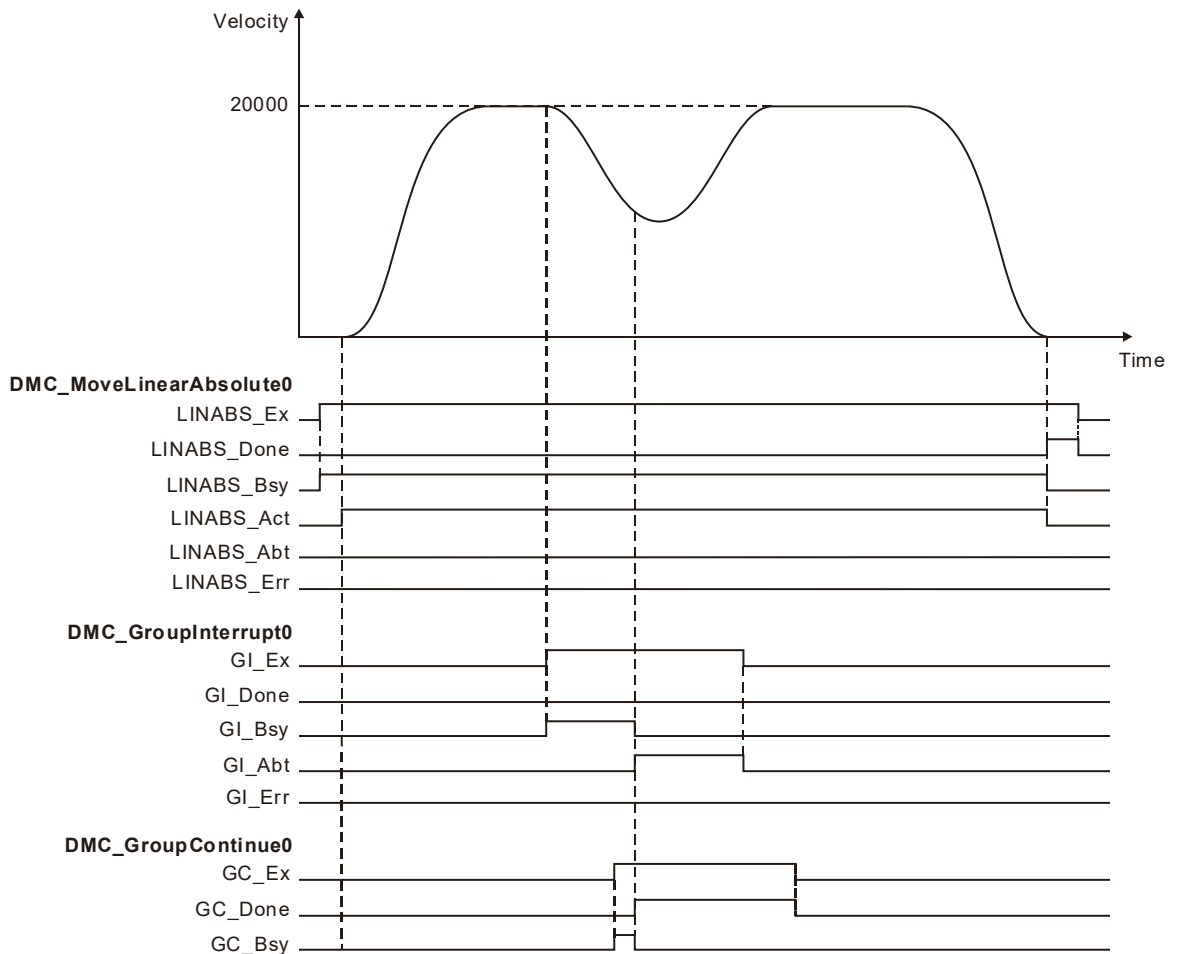 Velocity
20000
Time
DMC_MoveLinearAbsolute0
LINABS_Ex
LINABS_Done
LINABS_Bsy
LINABS_Act
LINABS_Abt
LINABS_Err
DMC_GroupInterrupt0
GI_Ex
GI_Done
GI_Bsy
GI_Abt
GI_Err
DMC_GroupContinue0
GC_Ex
GC_Done
GC_Bsy